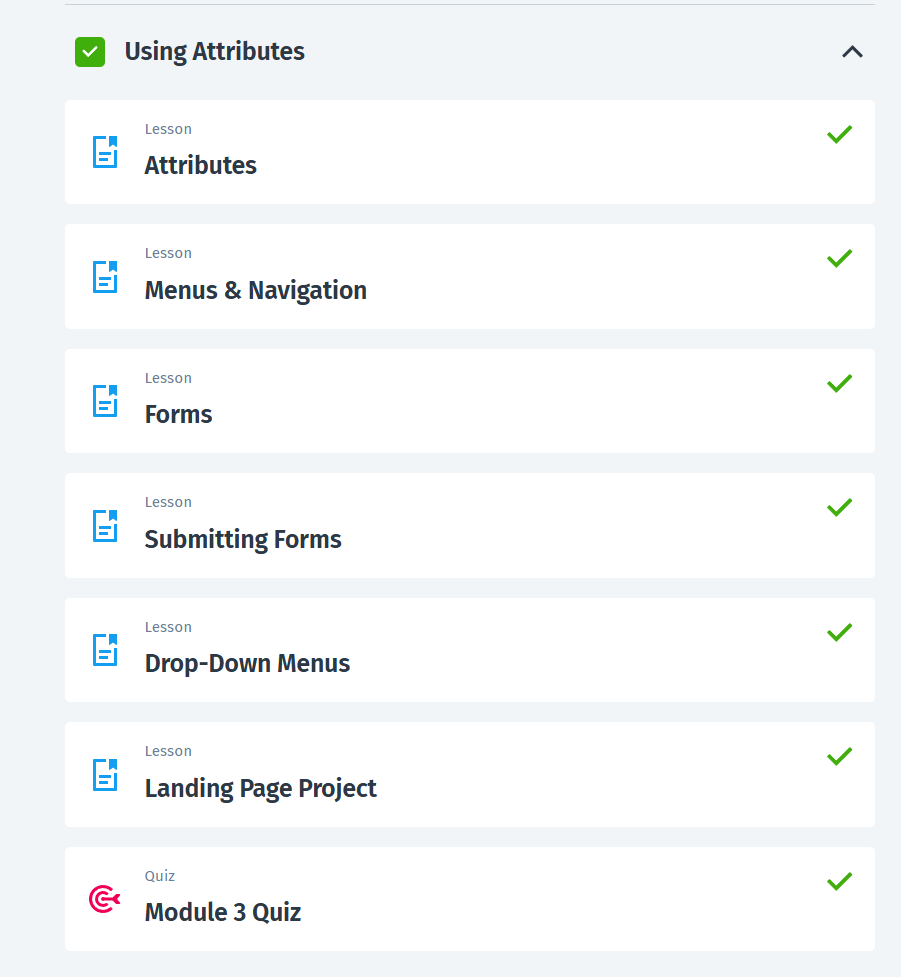 Using Attributes
Lesson
Attributes
Lesson
Menus & Navigation
Lesson
Forms
Lesson
Submitting Forms
Lesson
Drop-Down Menus
Lesson
Landing Page Project
Quiz
Module 3 Quiz